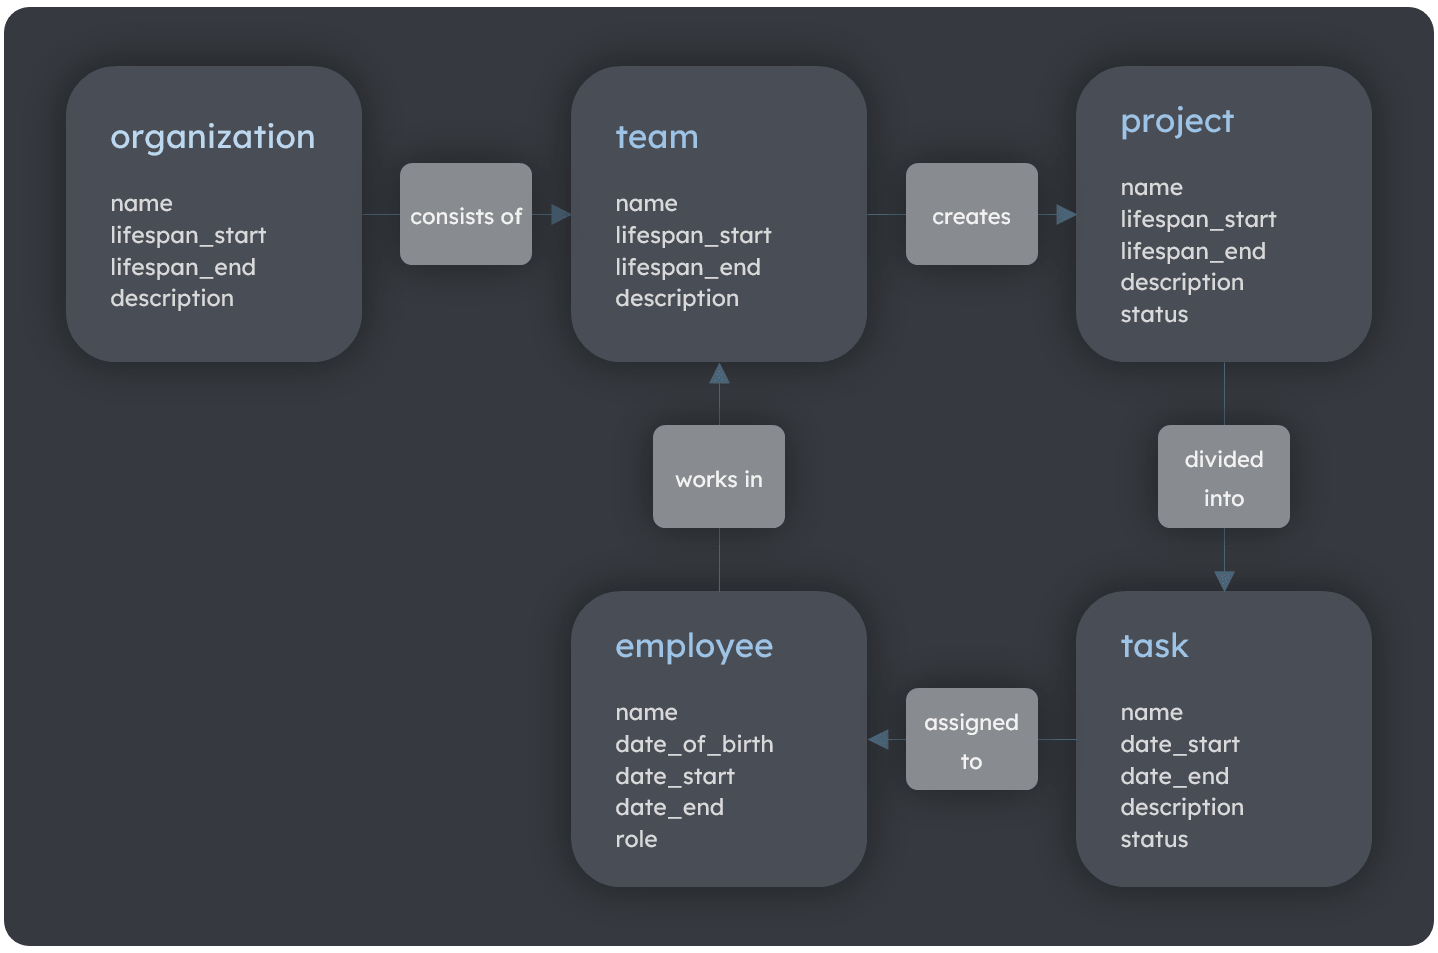 organization
name
lifespan_start
lifespan_end
description
consists of
team
name
lifespan_start
lifespan_end
description
creates
project
name
lifespan_start
lifespan_end
description
status
works in
divided
into
employee
name
date_of_birth
date_start
date_end
role
assigned
to
task
name
date_start
date_end
description
status